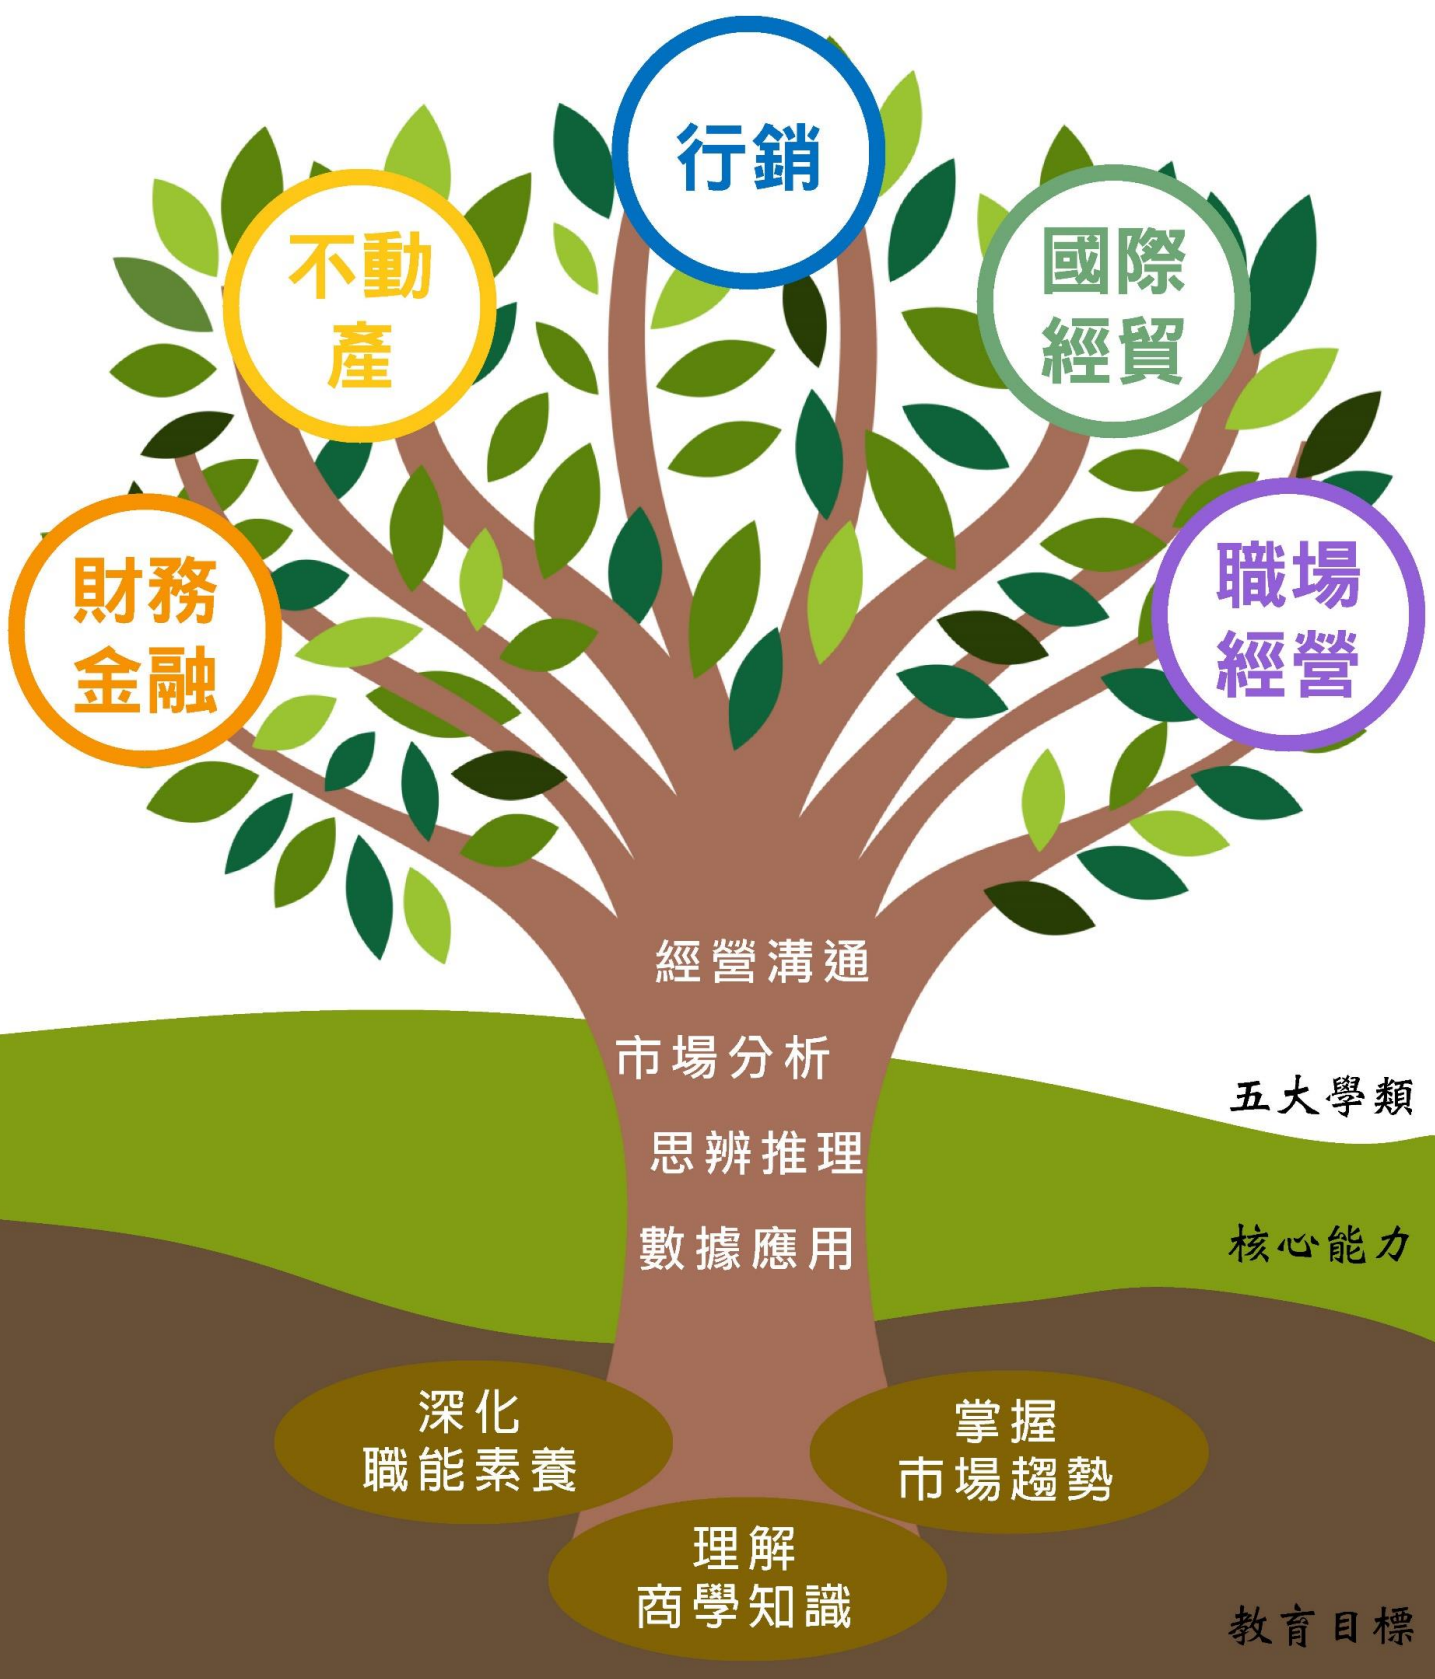 行銷
不動
產
國際
經貿
財務
金融
職場
經營
經營溝通
市場分析
五大學類
思辨推理
數據應用
核心能力
深化
職能素養
掌握
市場趨勢
理解
商學知識
教育目標